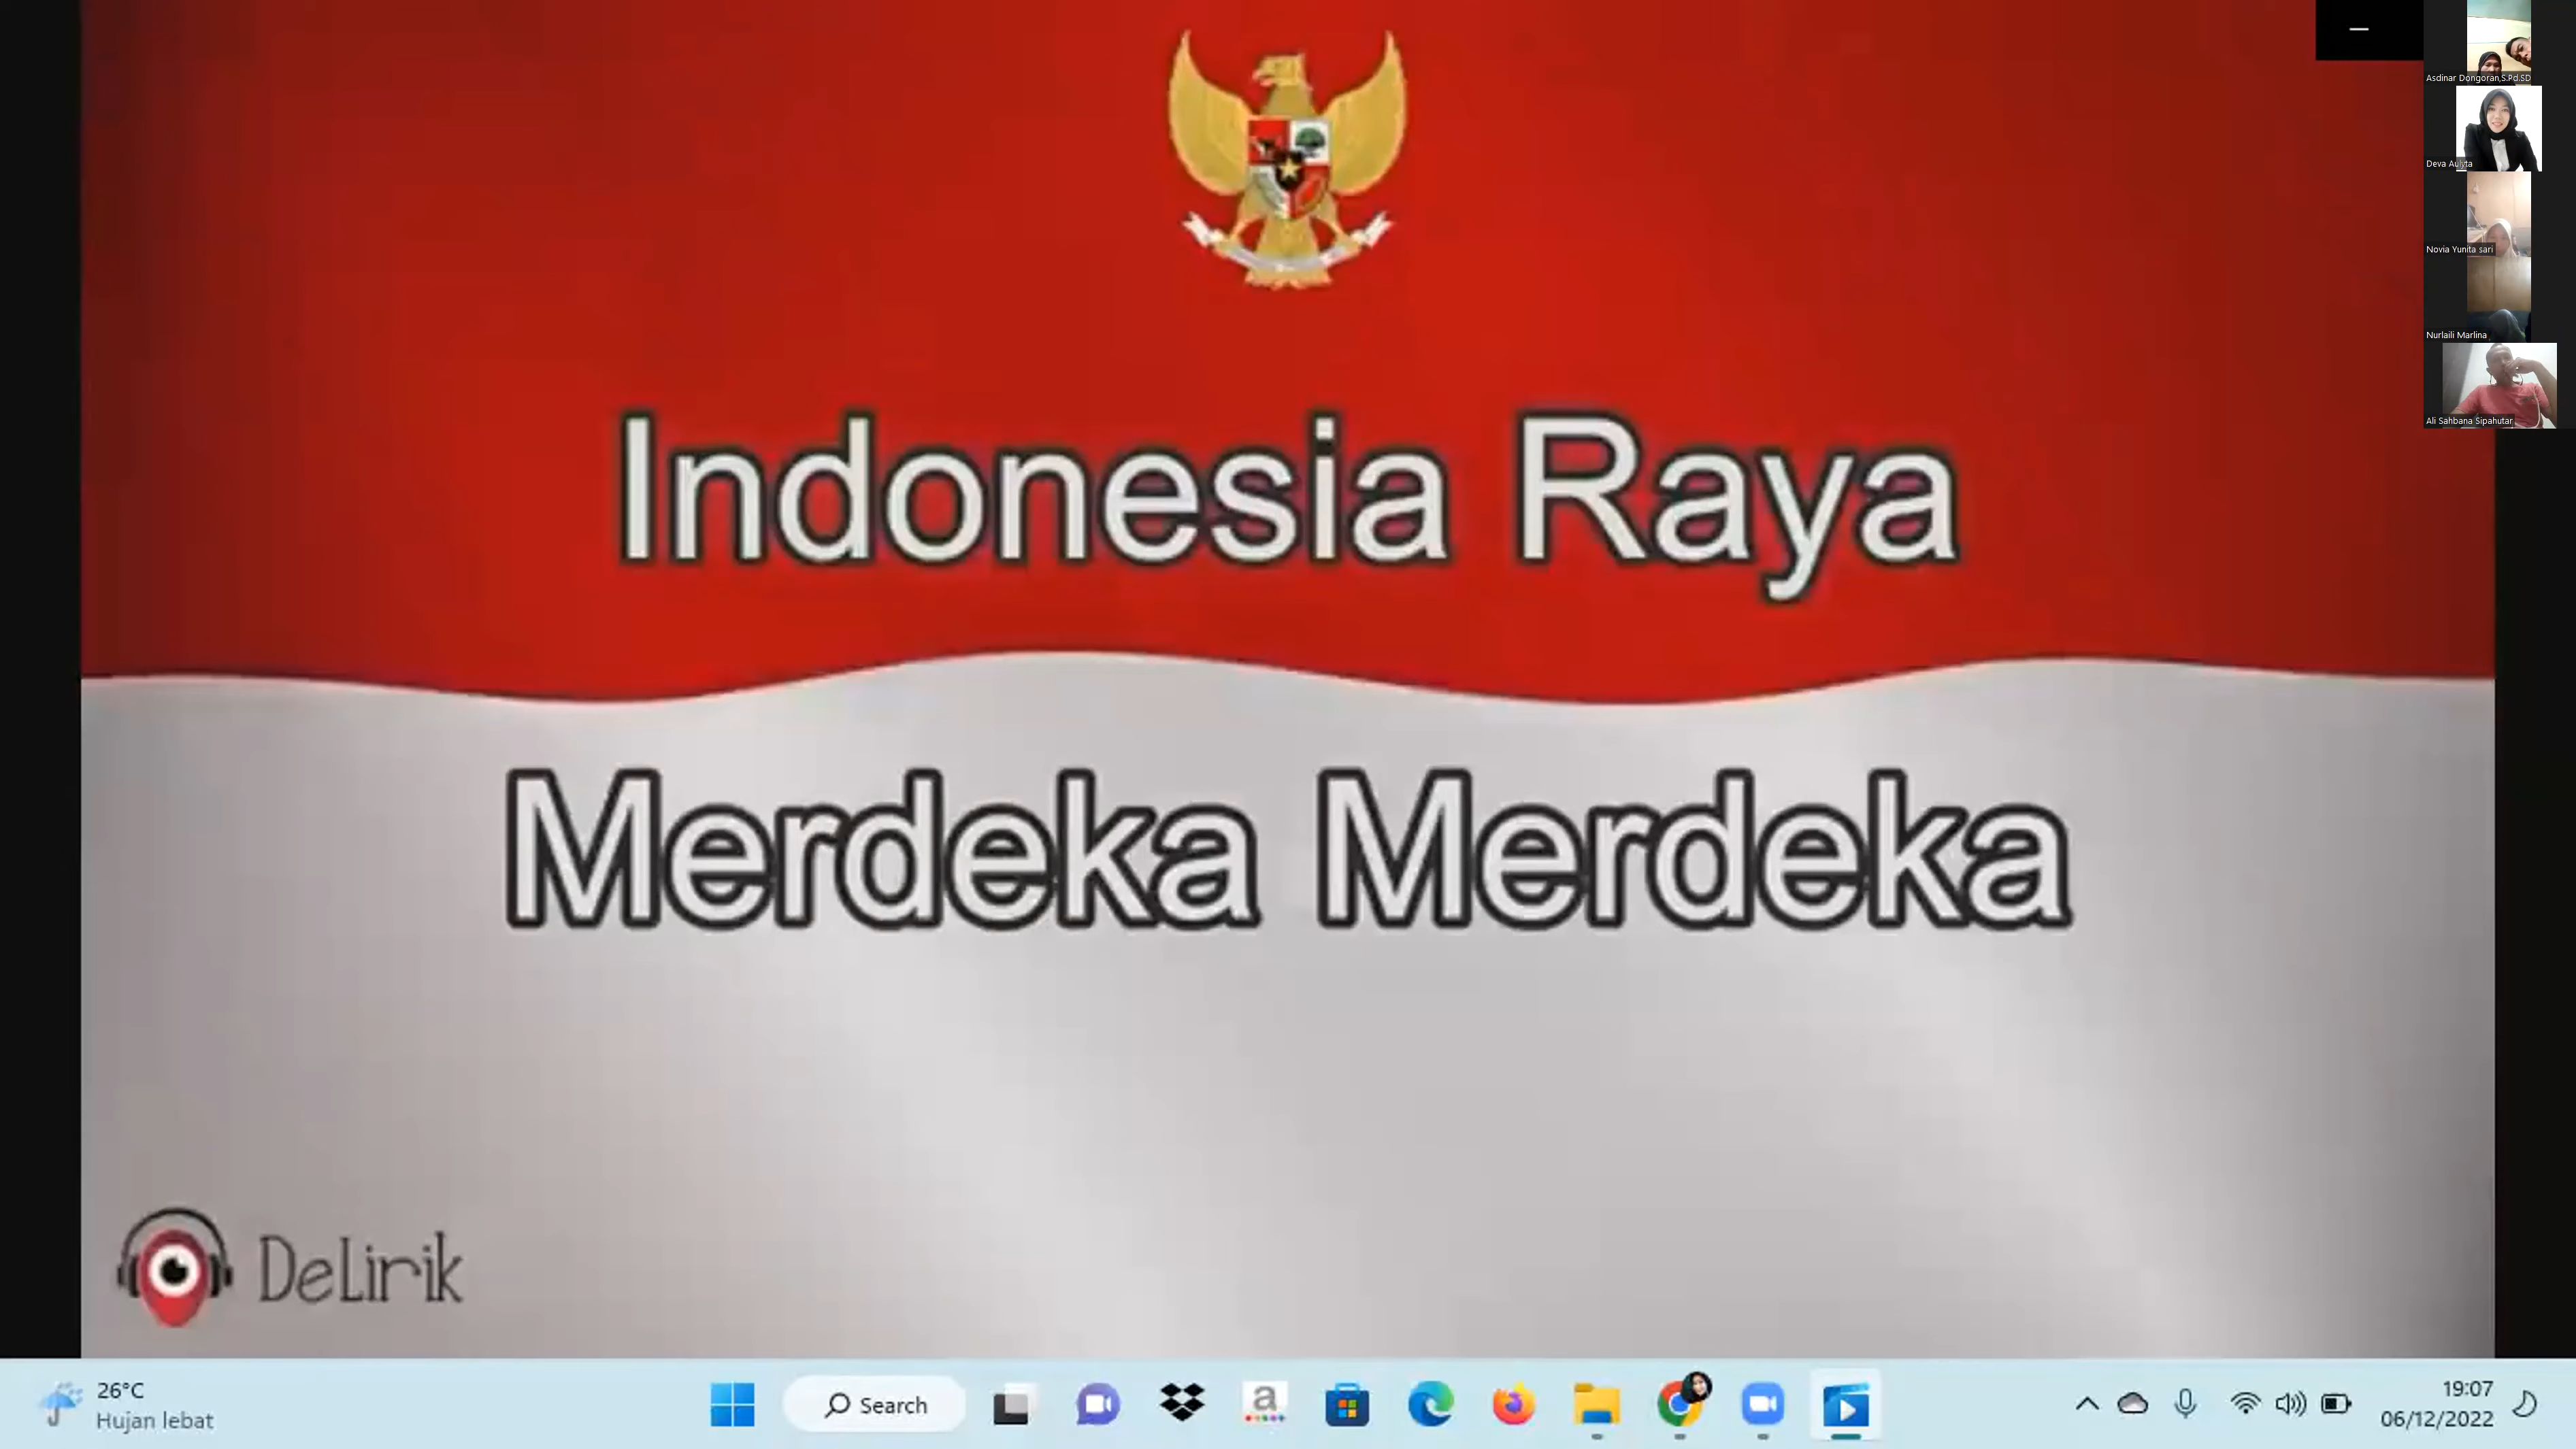 Asdinar Dongoran,S.Pd.SD
Deva Aulyta
Novia Yunita sari
Nurlaili Marlina
Ali Sahbana Sipahutar
Indonesia Raya
Merdeka Merdeka
DeLirik
26°C
Hujan lebat
Search
a
19:07
06/12/2022